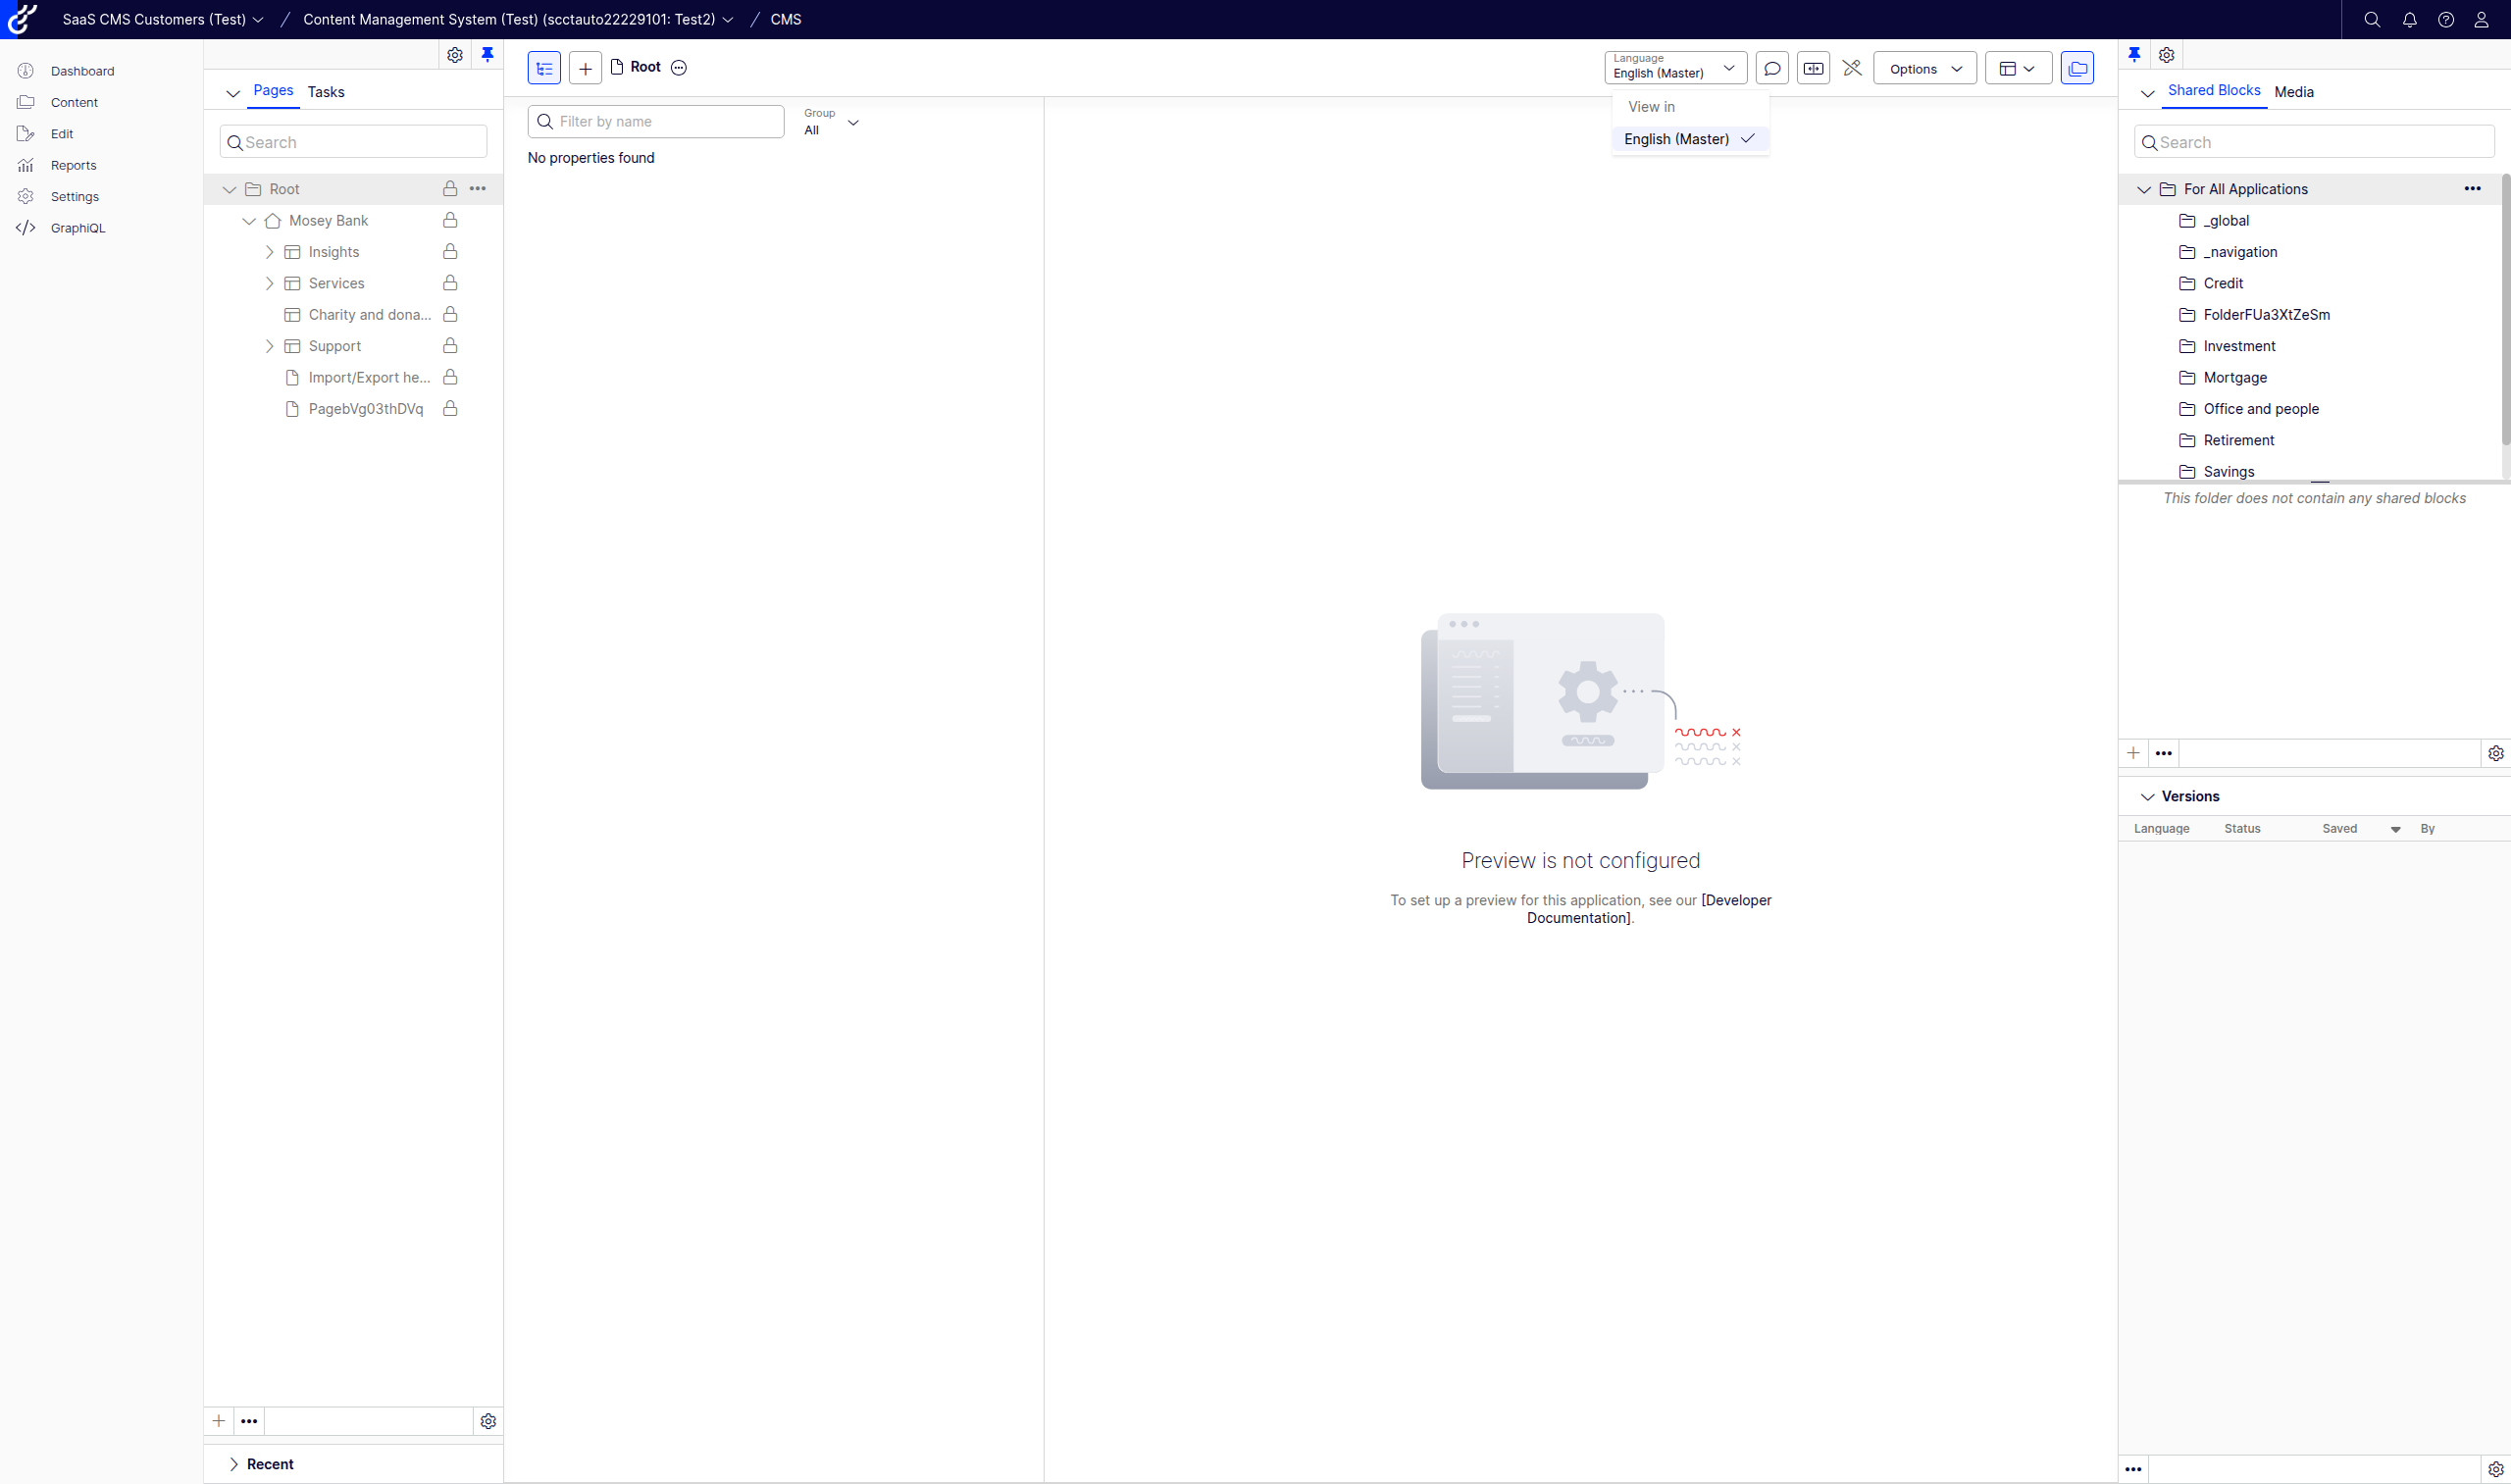 SaaS CMS Customers (Test) / Content Management System (Test) (scctauto22229101: Test2) / CMS
Dashboard
Content
Edit
Reports
Settings
GraphiQL
Pages Tasks
Search
Root
Mosey Bank
Insights
Services
Charity and dona...
Support
Import/Export he...
PagebVg03thDVq
Recent
Root
Language
English (Master)
Options
View in
English (Master)
Filter by name
Group
All
No properties found
Preview is not configured
To set up a preview for this application, see our [Developer
Documentation].
Shared Blocks Media
Search
For All Applications
_global
_navigation
Credit
FolderFUa3XtZeSm
Investment
Mortgage
Office and people
Retirement
Savings
This folder does not contain any shared blocks
Versions
Language Status Saved By